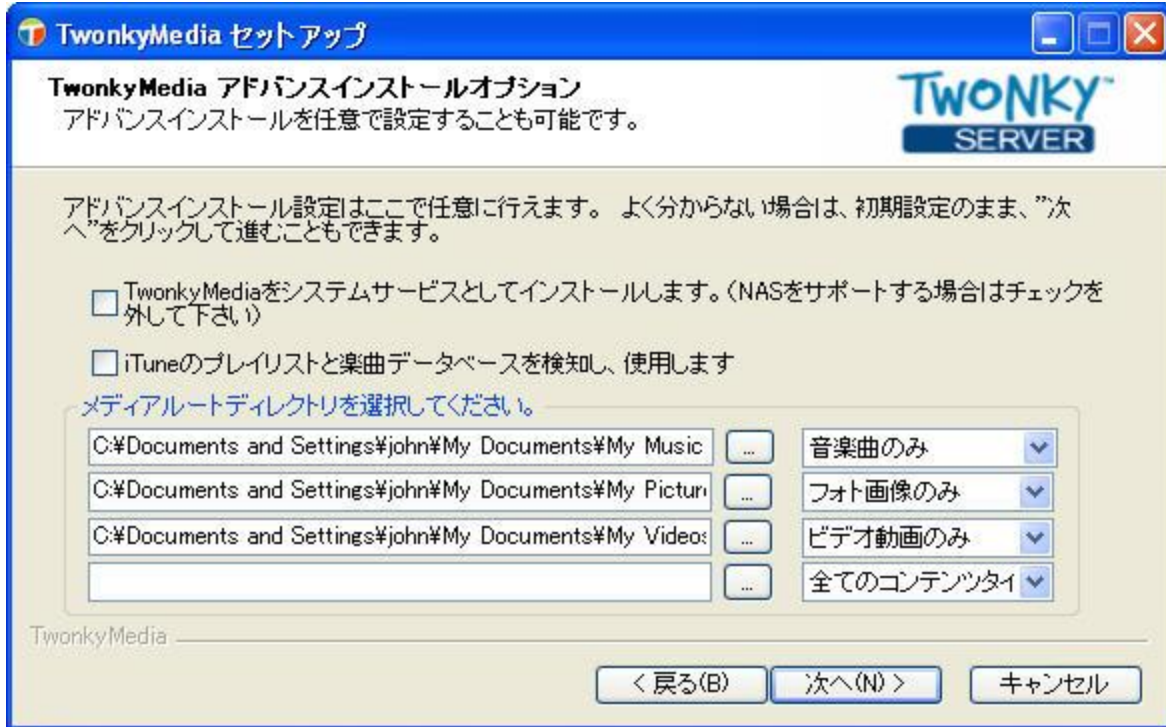 TwonkyMedia セットアップ
TwonkyMedia アドバンスインストールオプション
アドバンスインストールを任意で設定することも可能です。
TWONKY™
SERVER
アドバンスインストール設定はここで任意に行えます。 よく分からない場合は、初期設定のまま、”次
へ”をクリックして進むこともできます。
TwonkyMediaをシステムサービスとしてインストールします。（NASをサポートする場合はチェックを
外して下さい）
iTuneのプレイリストと楽曲データベースを検知し、使用します
メディアルートディレクトリを選択してください。
C:¥Documents and Settings¥john¥My Documents¥My Music ... 音楽曲のみ
C:¥Documents and Settings¥john¥My Documents¥My Pictur ... フォト画像のみ
C:¥Documents and Settings¥john¥My Documents¥My Videos ... ビデオ動画のみ
... 全てのコンテンツタイ
TwonkyMedia
< 戻る(B) 次へ(N) > キャンセル